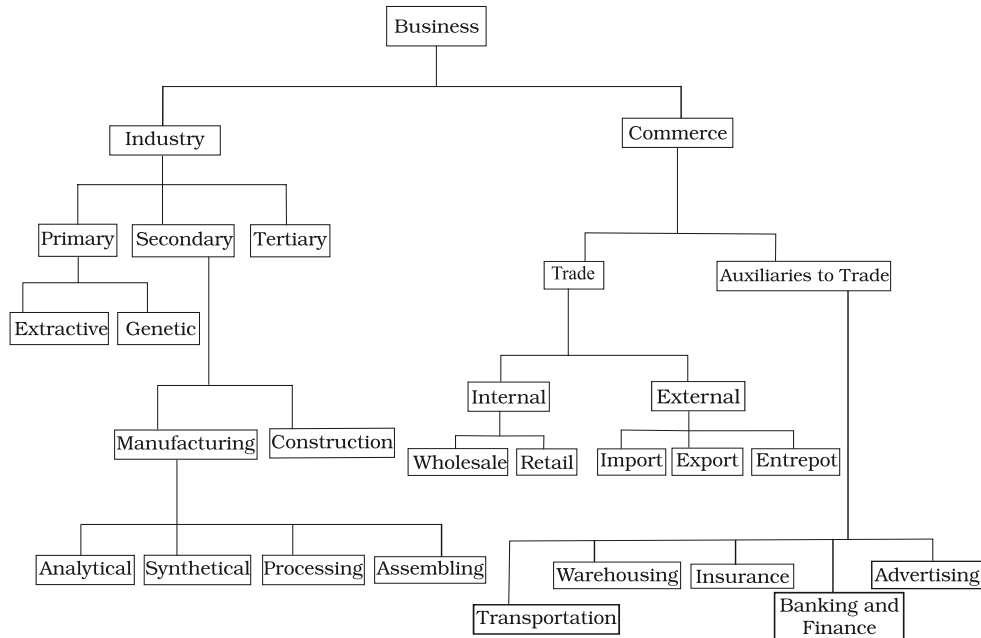 Business
Industry
Commerce
Primary
Secondary
Tertiary
Trade
Auxiliaries to Trade
Extractive
Genetic
Internal
External
Manufacturing
Construction
Wholesale
Retail
Import
Export
Entrepot
Analytical
Synthetical
Processing
Assembling
Warehousing
Insurance
Advertising
Transportation
Banking and
Finance